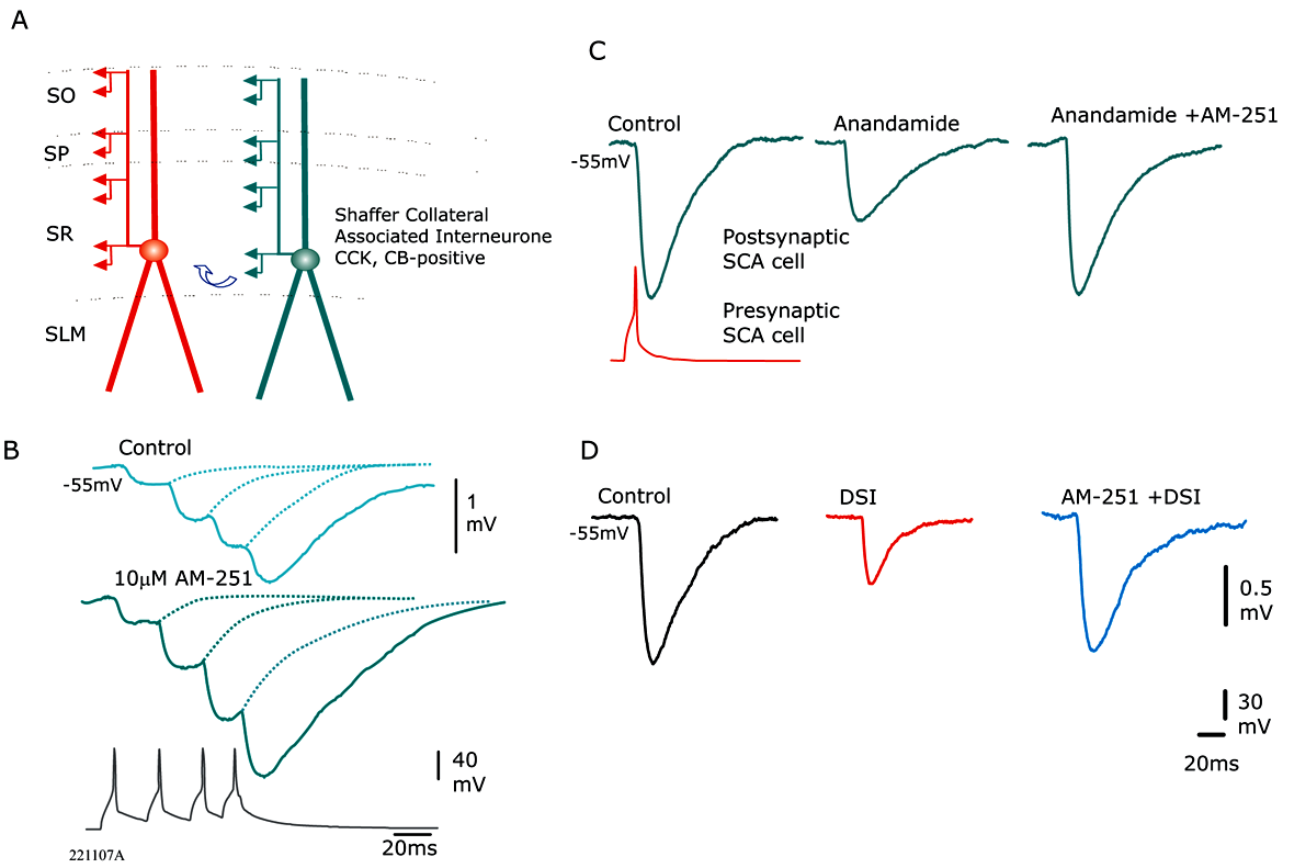 A
SO
SP
SR
SLM
Shaffer Collateral
Associated Interneurone
CCK, CB-positive
B
Control
-55mV
1
mV
10µM AM-251
40
mV
20ms
221107A
C
Control
-55mV
Anandamide
Anandamide +AM-251
Postsynaptic
SCA cell
Presynaptic
SCA cell
D
Control
-55mV
DSI
AM-251 +DSI
0.5
mV
30
mV
20ms